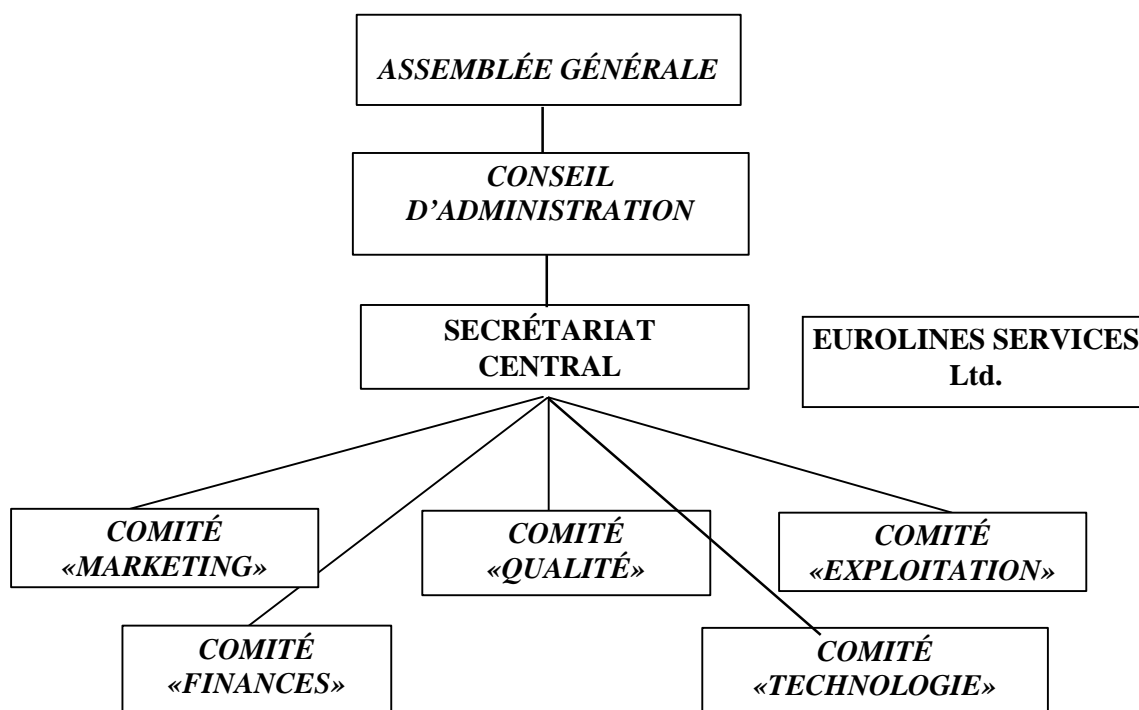 ASSEMBLÉE GÉNÉRALE
CONSEIL
D’ADMINISTRATION
SECRÉTARIAT
CENTRAL
EUROLINES SERVICES
Ltd.
COMITÉ
«MARKETING»
COMITÉ
«QUALITÉ»
COMITÉ
«EXPLOITATION»
COMITÉ
«FINANCES»
COMITÉ
«TECHNOLOGIE»